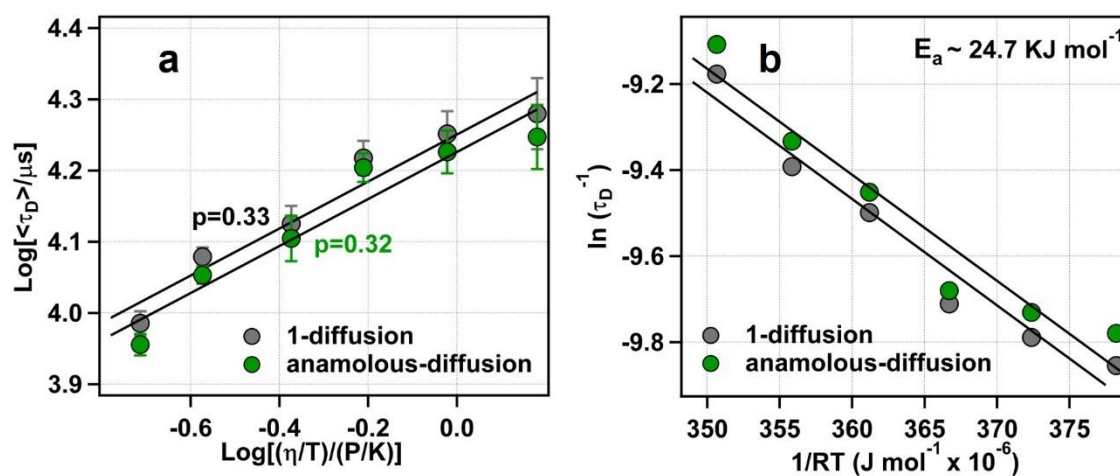 a
4.4
4.3
4.2
4.1
4.0
3.9
Log[<τD>/μs]
p=0.33
p=0.32
1-diffusion
anamolous-diffusion
-0.6
-0.4
-0.2
0.0
Log[(η/T)/(P/K)]
b
Ea ~ 24.7 KJ mol-1
-9.2
-9.4
-9.6
-9.8
ln (τD-1)
1-diffusion
anamolous-diffusion
350
355
360
365
370
375
1/RT (J mol-1 x 10-6)